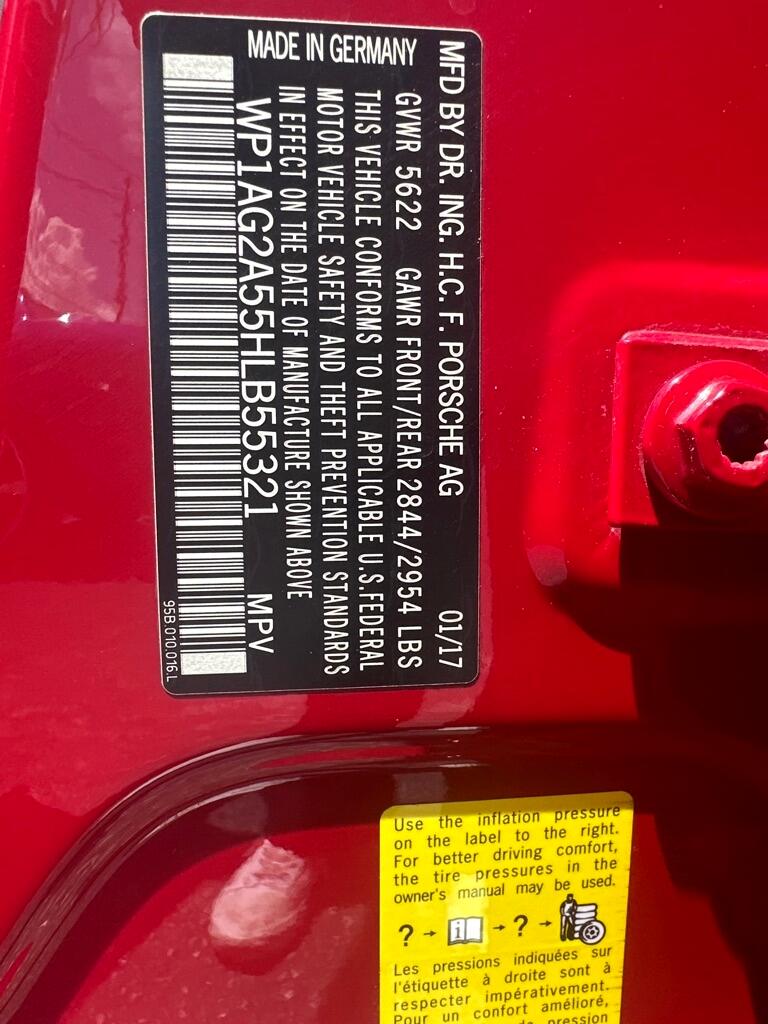 MFD BY DR. ING. H.C. F. PORSCHE AG 01/17
GVWR 5622 GAWR FRONT/REAR 2844/2954 LBS
THIS VEHICLE CONFORMS TO ALL APPLICABLE U.S.FEDERAL
MOTOR VEHICLE SAFETY AND THEFT PREVENTION STANDARDS
IN EFFECT ON THE DATE OF MANUFACTURE SHOWN ABOVE
WP1AG2A55HLB55321 MPV
95B.010.016.L
MADE IN GERMANY
Use the inflation pressure
on the label to the right.
For better driving comfort,
the tire pressures in the
owner's manual may be used.
? - i - ? -
Les pressions indiquées sur
l'étiquette à droite sont à
respecter impérativement.
Pour un confort amélioré,
de pression